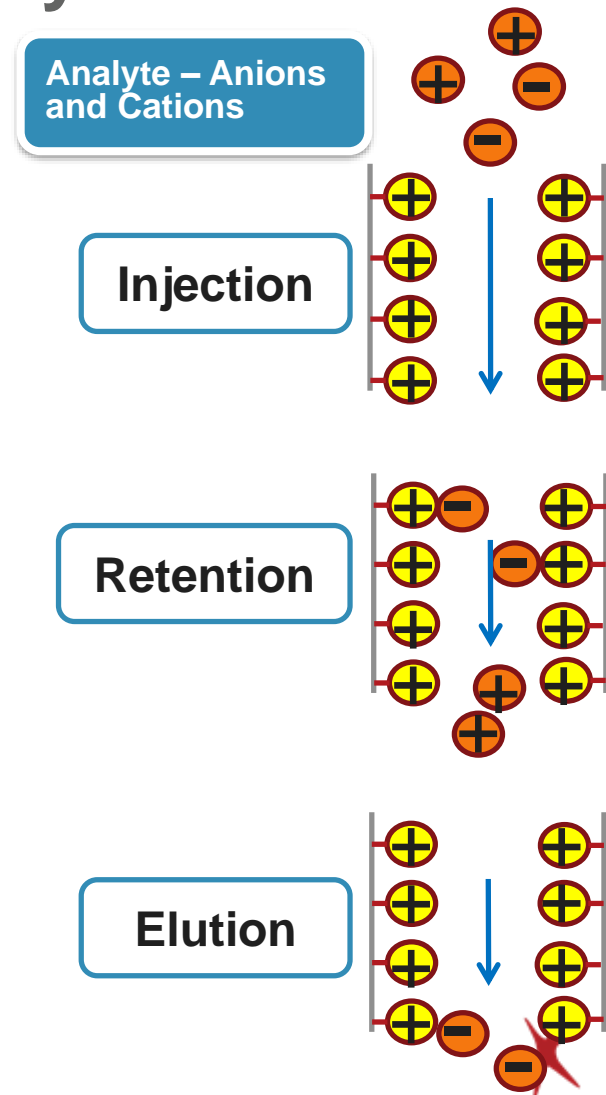 Analyte – Anions
and Cations
Injection
Retention
Elution